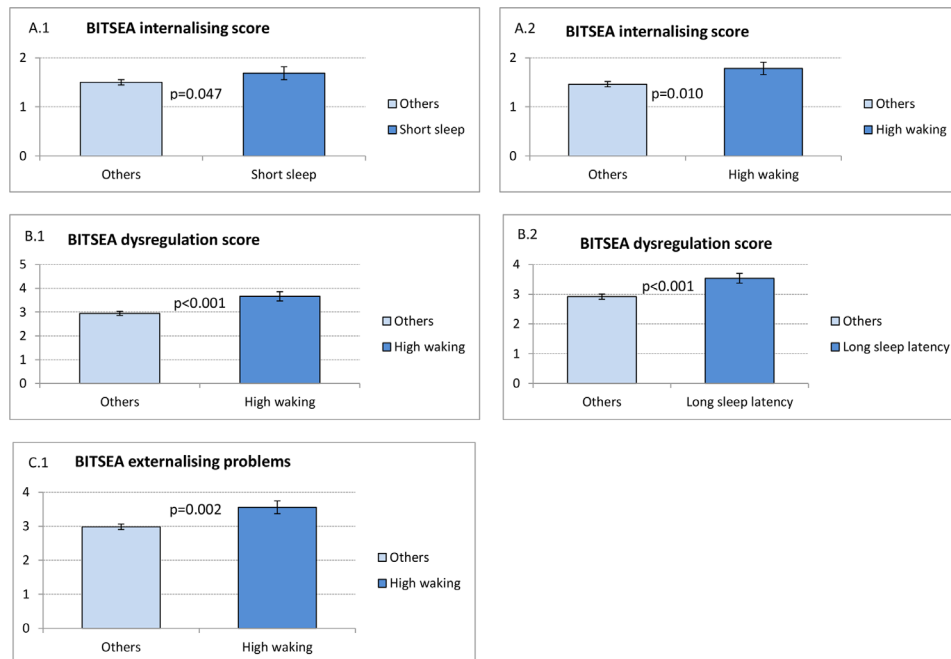 A.1 BITSEA internalising score
2
1
0
p=0.047
Others
Short sleep
Others
Short sleep
A.2 BITSEA internalising score
2
1
0
p=0.010
Others
High waking
Others
High waking
B.1 BITSEA dysregulation score
5
4
3
2
1
0
p<0.001
Others
High waking
Others
High waking
B.2 BITSEA dysregulation score
4
3
2
1
0
p<0.001
Others
Long sleep latency
Others
Long sleep latency
C.1 BITSEA externalising problems
4
3
2
1
0
p=0.002
Others
High waking
Others
High waking